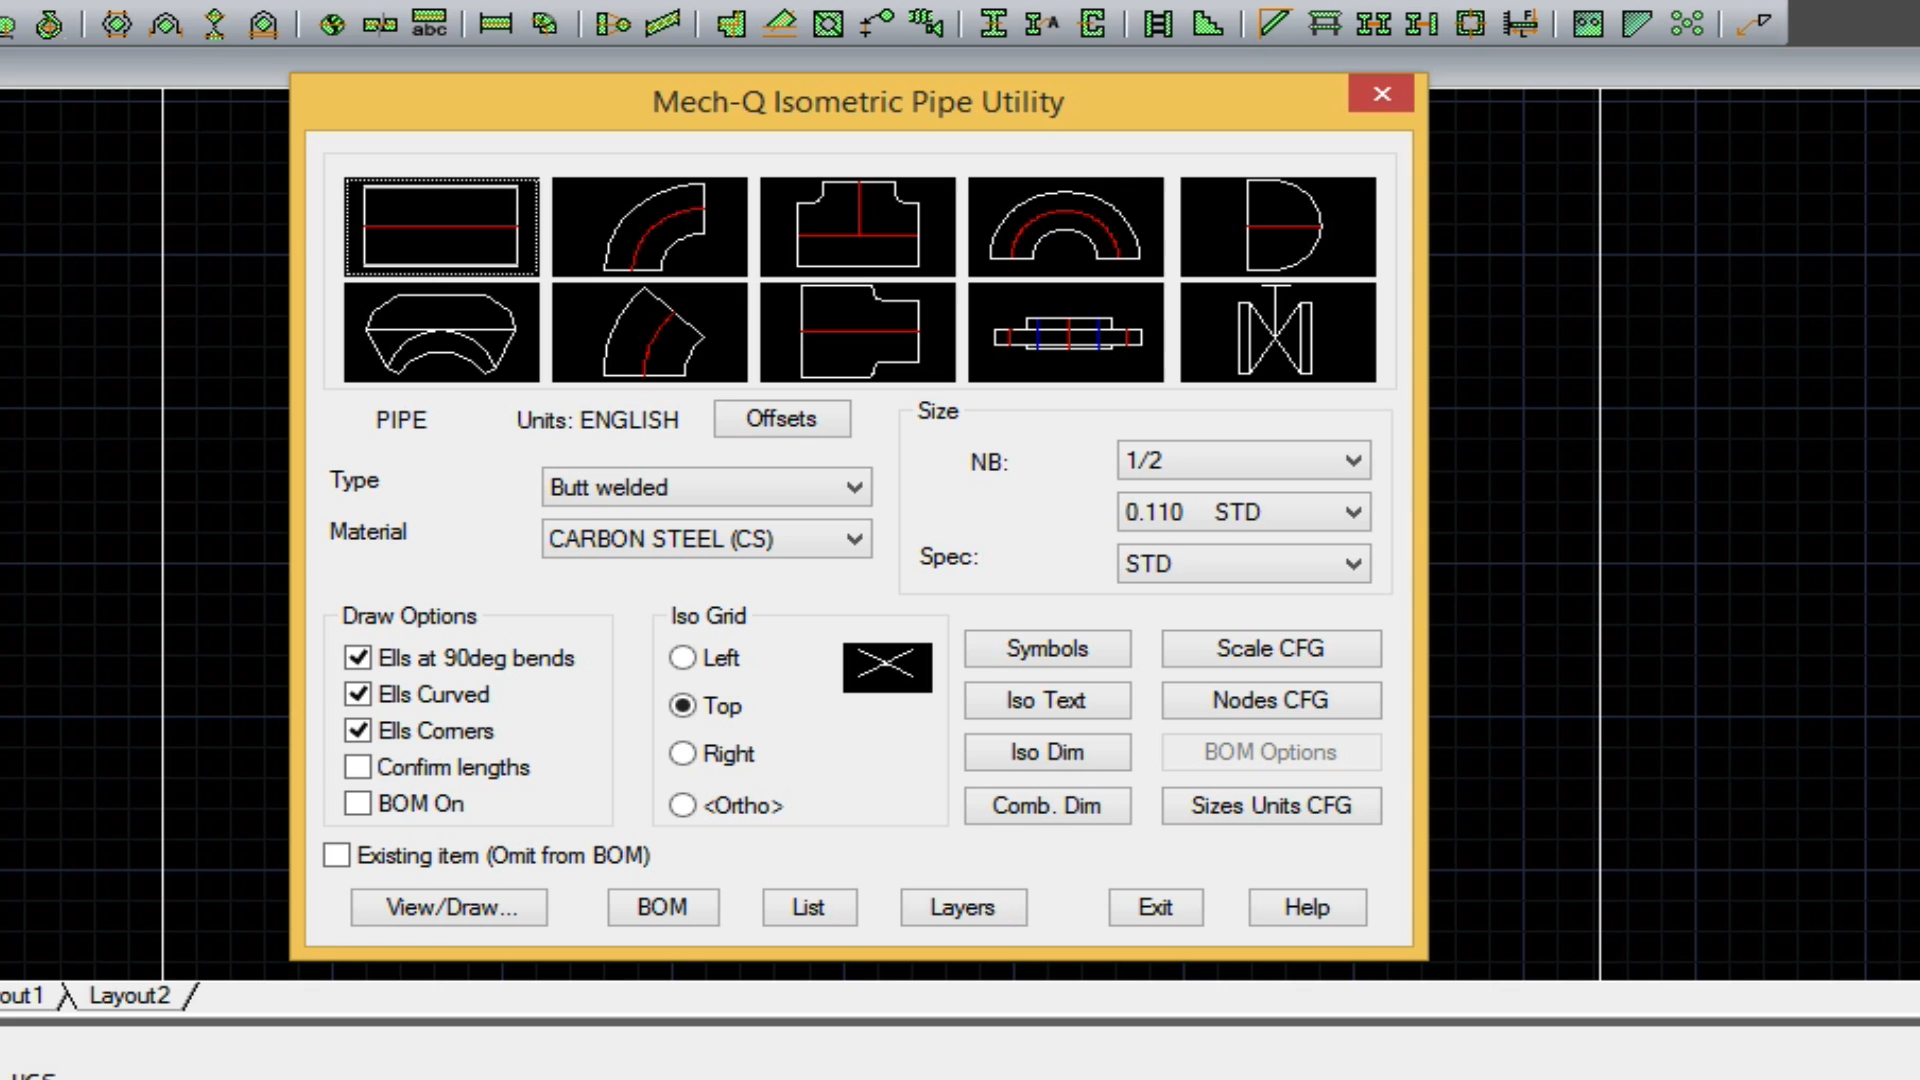 abc
A
F
Mech-Q Isometric Pipe Utility
PIPE
Units: ENGLISH
Offsets
Size
NB:
1/2
Type
Butt welded
0.110 STD
Material
CARBON STEEL (CS)
Spec:
STD
Draw Options
Ells at 90deg bends
Ells Curved
Ells Corners
Confirm lengths
BOM On
Iso Grid
Left
Top
Right
<Ortho>
Symbols
Scale CFG
Iso Text
Nodes CFG
Iso Dim
BOM Options
Comb. Dim
Sizes Units CFG
Existing item (Omit from BOM)
View/Draw...
BOM
List
Layers
Exit
Help
out1
Layout2